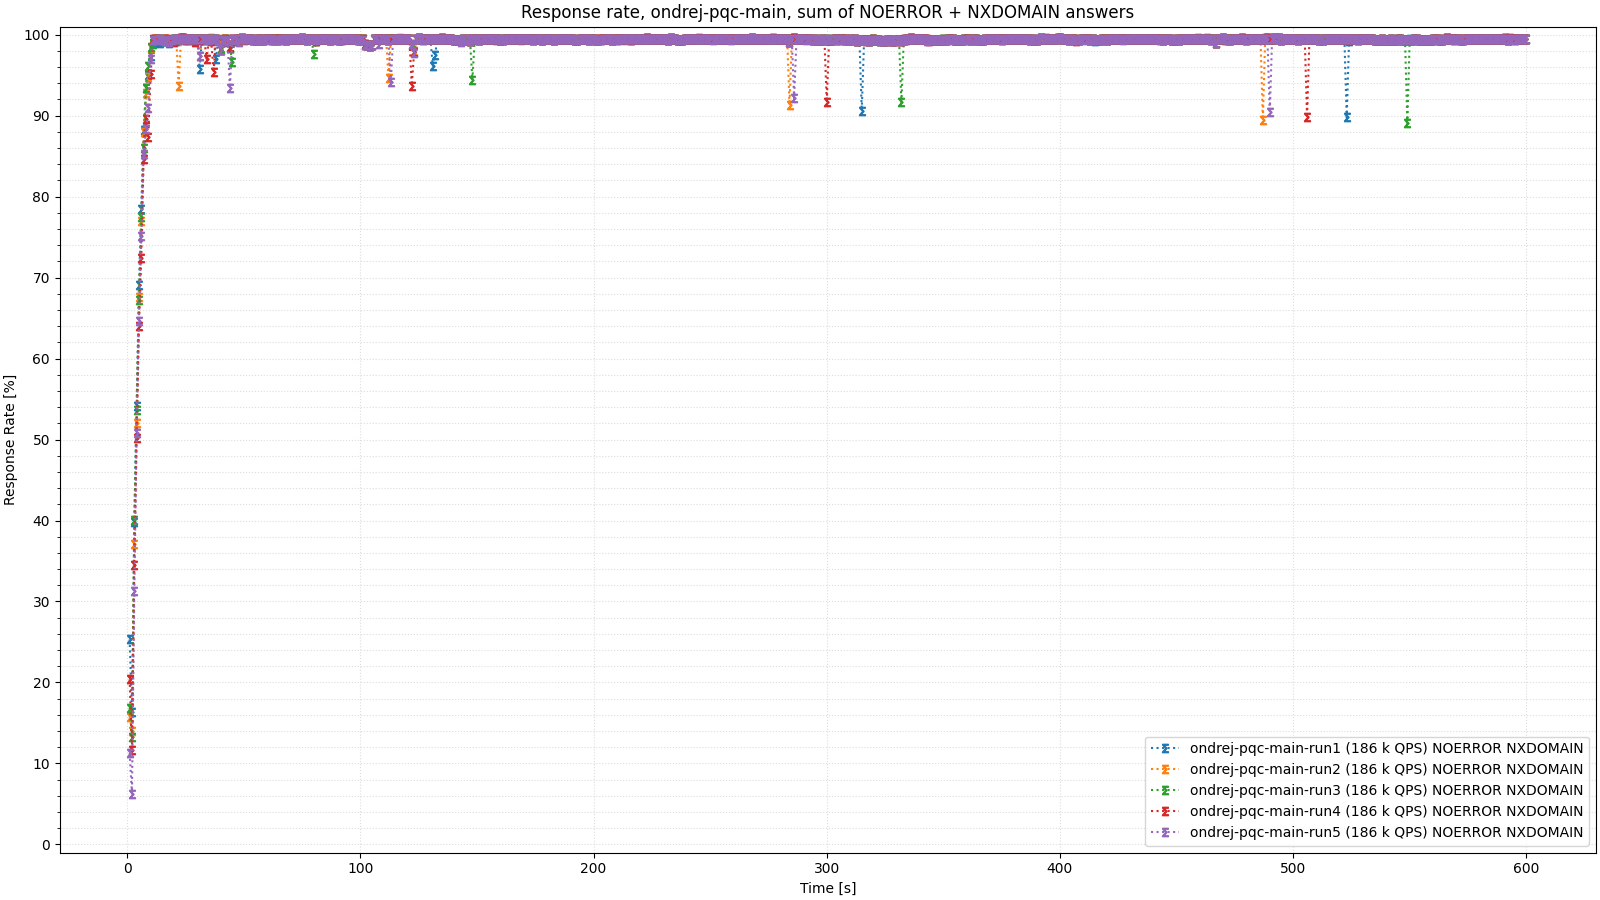 Response rate, ondrej-pqc-main, sum of NOERROR + NXDOMAIN answers
100
90
80
70
60
50
40
30
20
10
0
Response Rate [%]
0 100 200 300 400 500 600
Time [s]
ondrej-pqc-main-run1 (186 k QPS) NOERROR NXDOMAIN
ondrej-pqc-main-run2 (186 k QPS) NOERROR NXDOMAIN
ondrej-pqc-main-run3 (186 k QPS) NOERROR NXDOMAIN
ondrej-pqc-main-run4 (186 k QPS) NOERROR NXDOMAIN
ondrej-pqc-main-run5 (186 k QPS) NOERROR NXDOMAIN